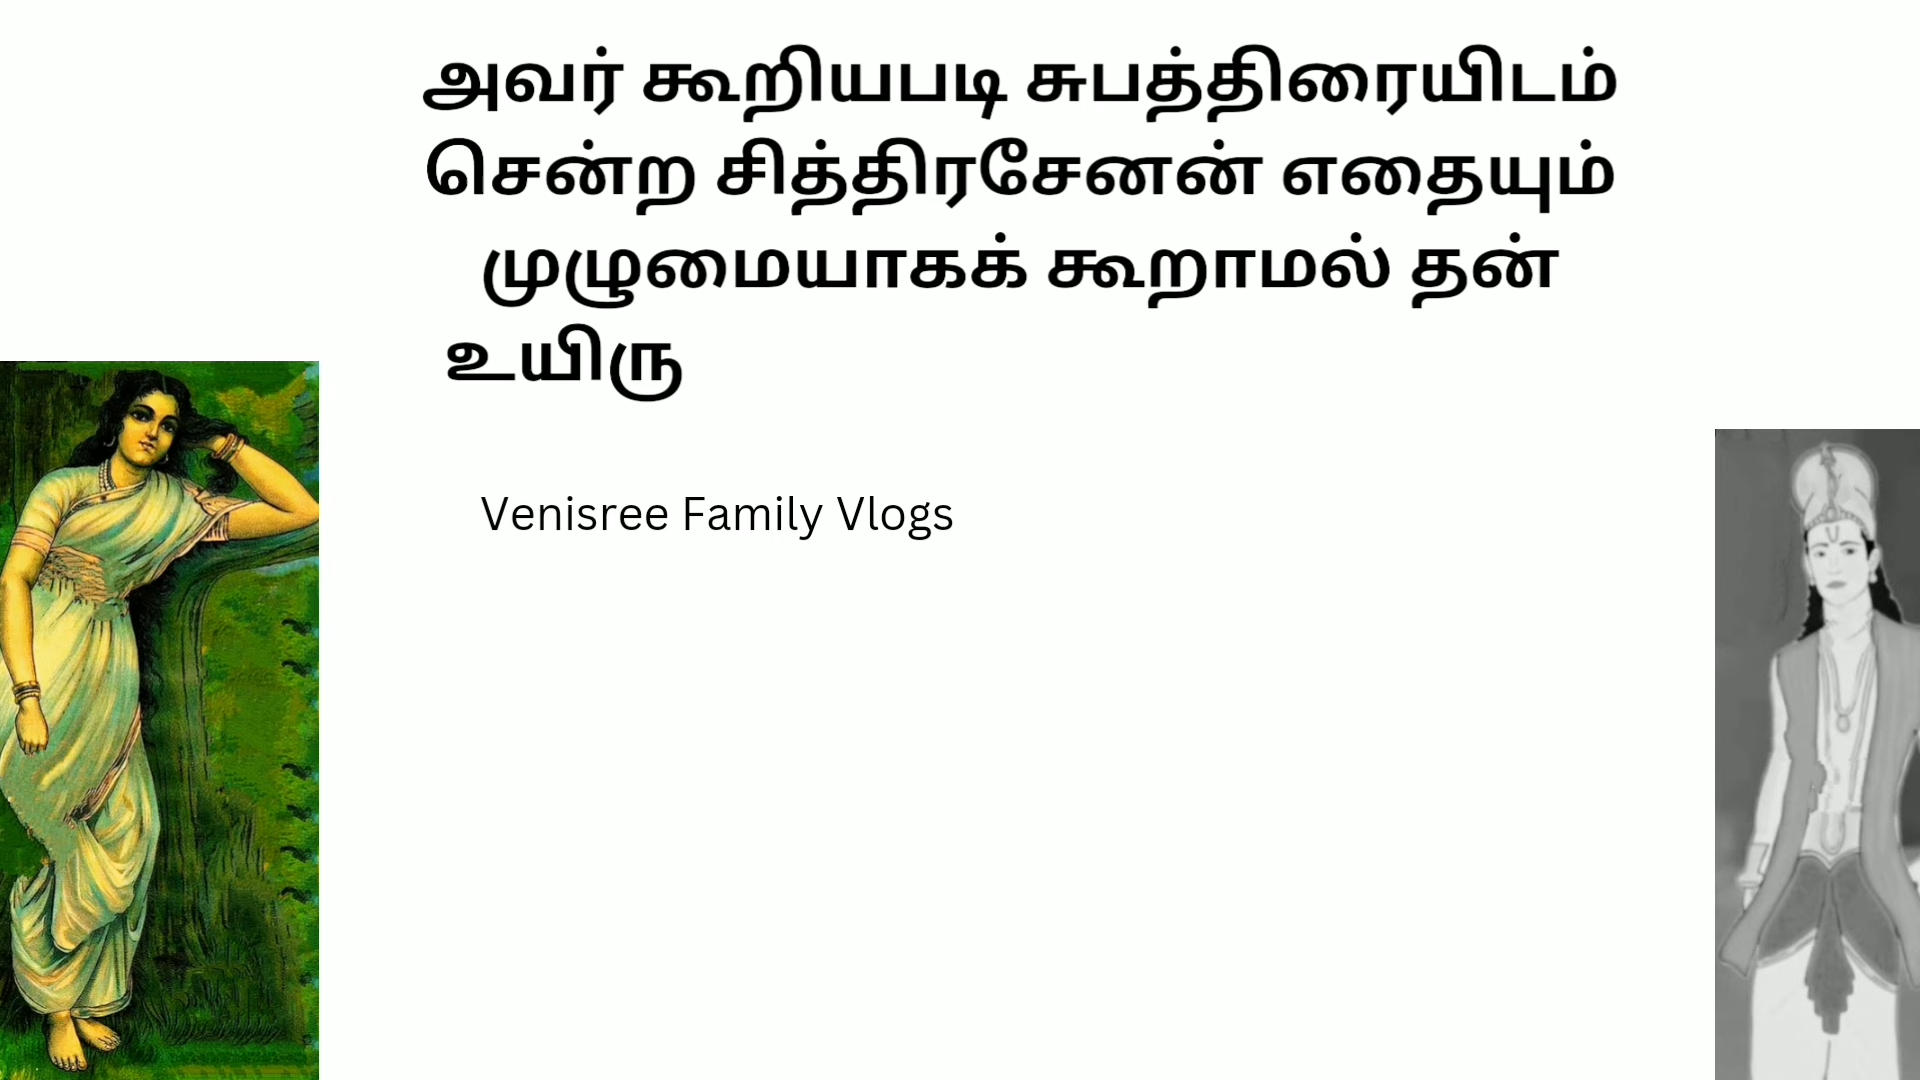 அவர் கூறியபடி சுபத்திரையிடம்
சென்ற சித்திரசேனன் எதையும்
முழுமையாகக் கூறாமல் தன்
உயிரு
Venisree Family Vlogs